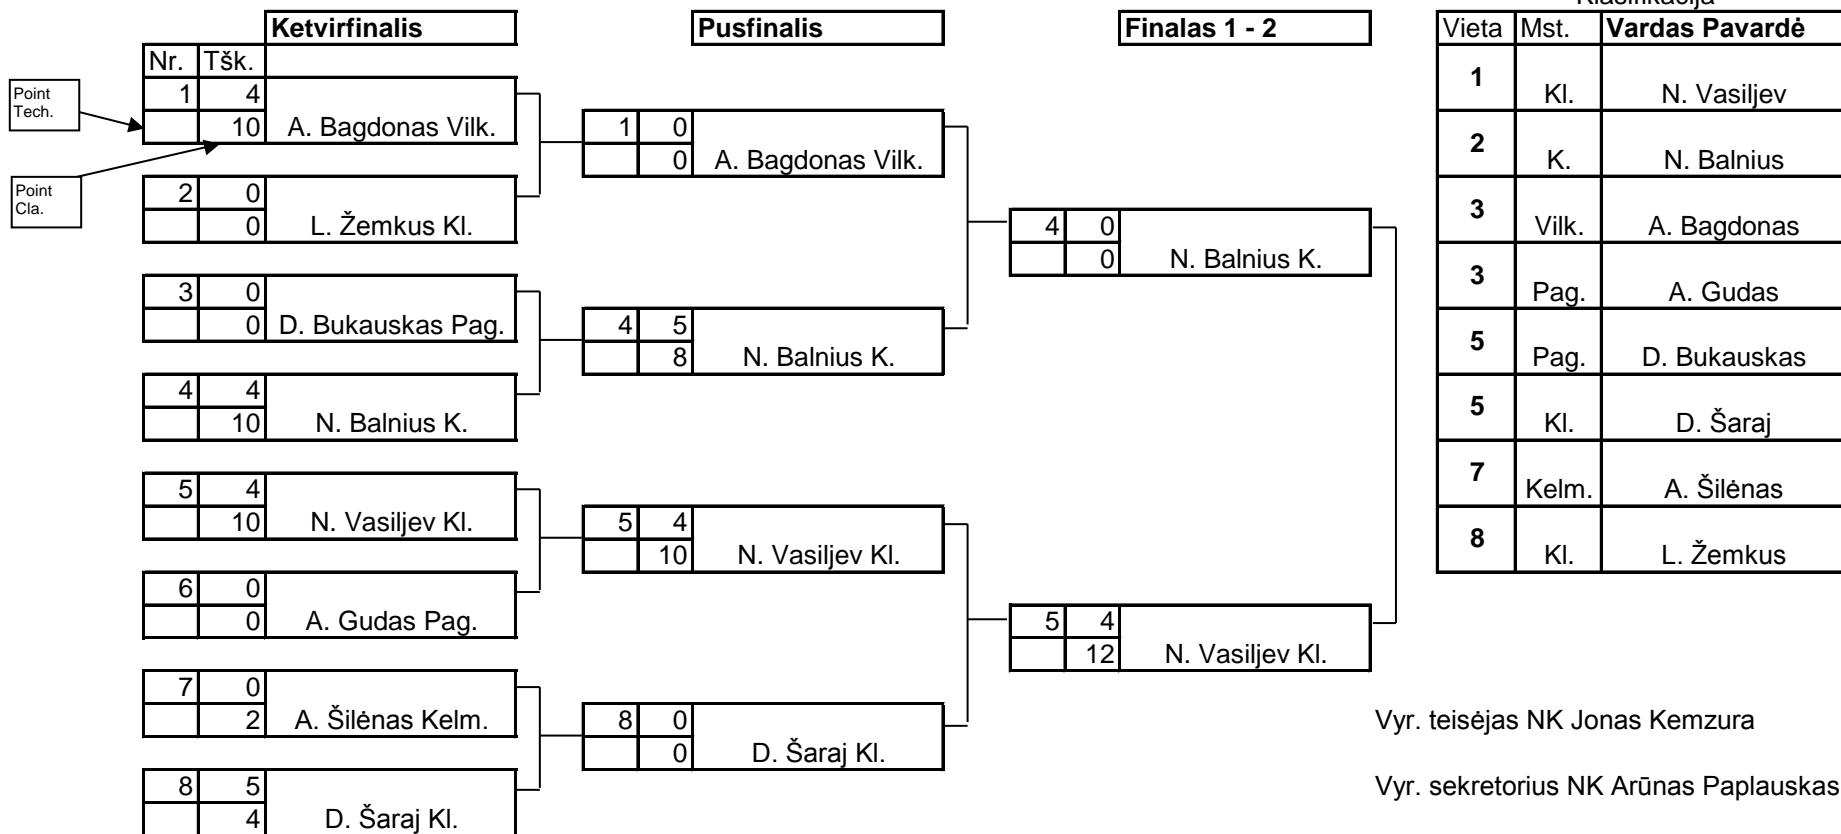 Klasifikacija
Ketvirfinalis Pusfinalis Finalas 1 - 2 Vieta Mst. Vardas Pavardė
Nr. Tšk.
Point
Tech.
1 4
10 A. Bagdonas Vilk.
Point
Cla.
2 0
0 L. Žemkus Kl.
3 0
0 D. Bukauskas Pag.
4 4
10 N. Balnius K.
5 4
10 N. Vasiljev Kl.
6 0
0 A. Gudas Pag.
7 0
2 A. Šilėnas Kelm.
8 5
4 D. Šaraj Kl.
1 0
0 A. Bagdonas Vilk.
4 5
8 N. Balnius K.
5 4
10 N. Vasiljev Kl.
8 0
0 D. Šaraj Kl.
4 0
0 N. Balnius K.
5 4
12 N. Vasiljev Kl.
1 Kl. N. Vasiljev
2 K. N. Balnius
3 Vilk. A. Bagdonas
3 Pag. A. Gudas
5 Pag. D. Bukauskas
5 Kl. D. Šaraj
7 Kelm. A. Šilėnas
8 Kl. L. Žemkus
Vyr. teisėjas NK Jonas Kemzura
Vyr. sekretorius NK Arūnas Paplauskas